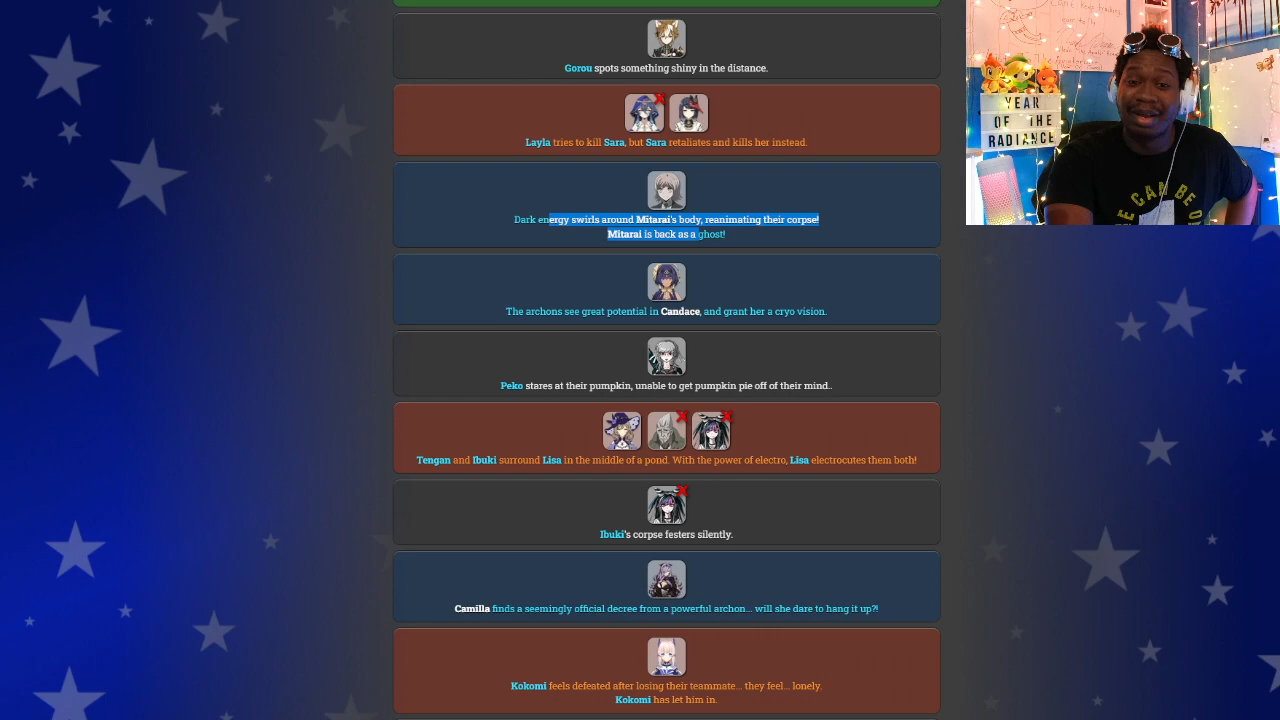 Gorou spots something shiny in the distance.
Layla tries to kill Sara, but Sara retaliates and kills her instead.
Dark energy swirls around Mitarai's body, reanimating their corpse!
Mitarai is back as a ghost!
The archons see great potential in Candace, and grant her a cryo vision.
Peko stares at their pumpkin, unable to get pumpkin pie off of their mind..
Tengan and Ibuki surround Lisa in the middle of a pond. With the power of electro, Lisa electrocutes them both!
Ibuki's corpse festers silently.
Camilla finds a seemingly official decree from a powerful archon... will she dare to hang it up?!
Kokomi feels defeated after losing their teammate... they feel... lonely.
Kokomi has let him in.
YEAR
OF THE
RADIANCE
CAN BE